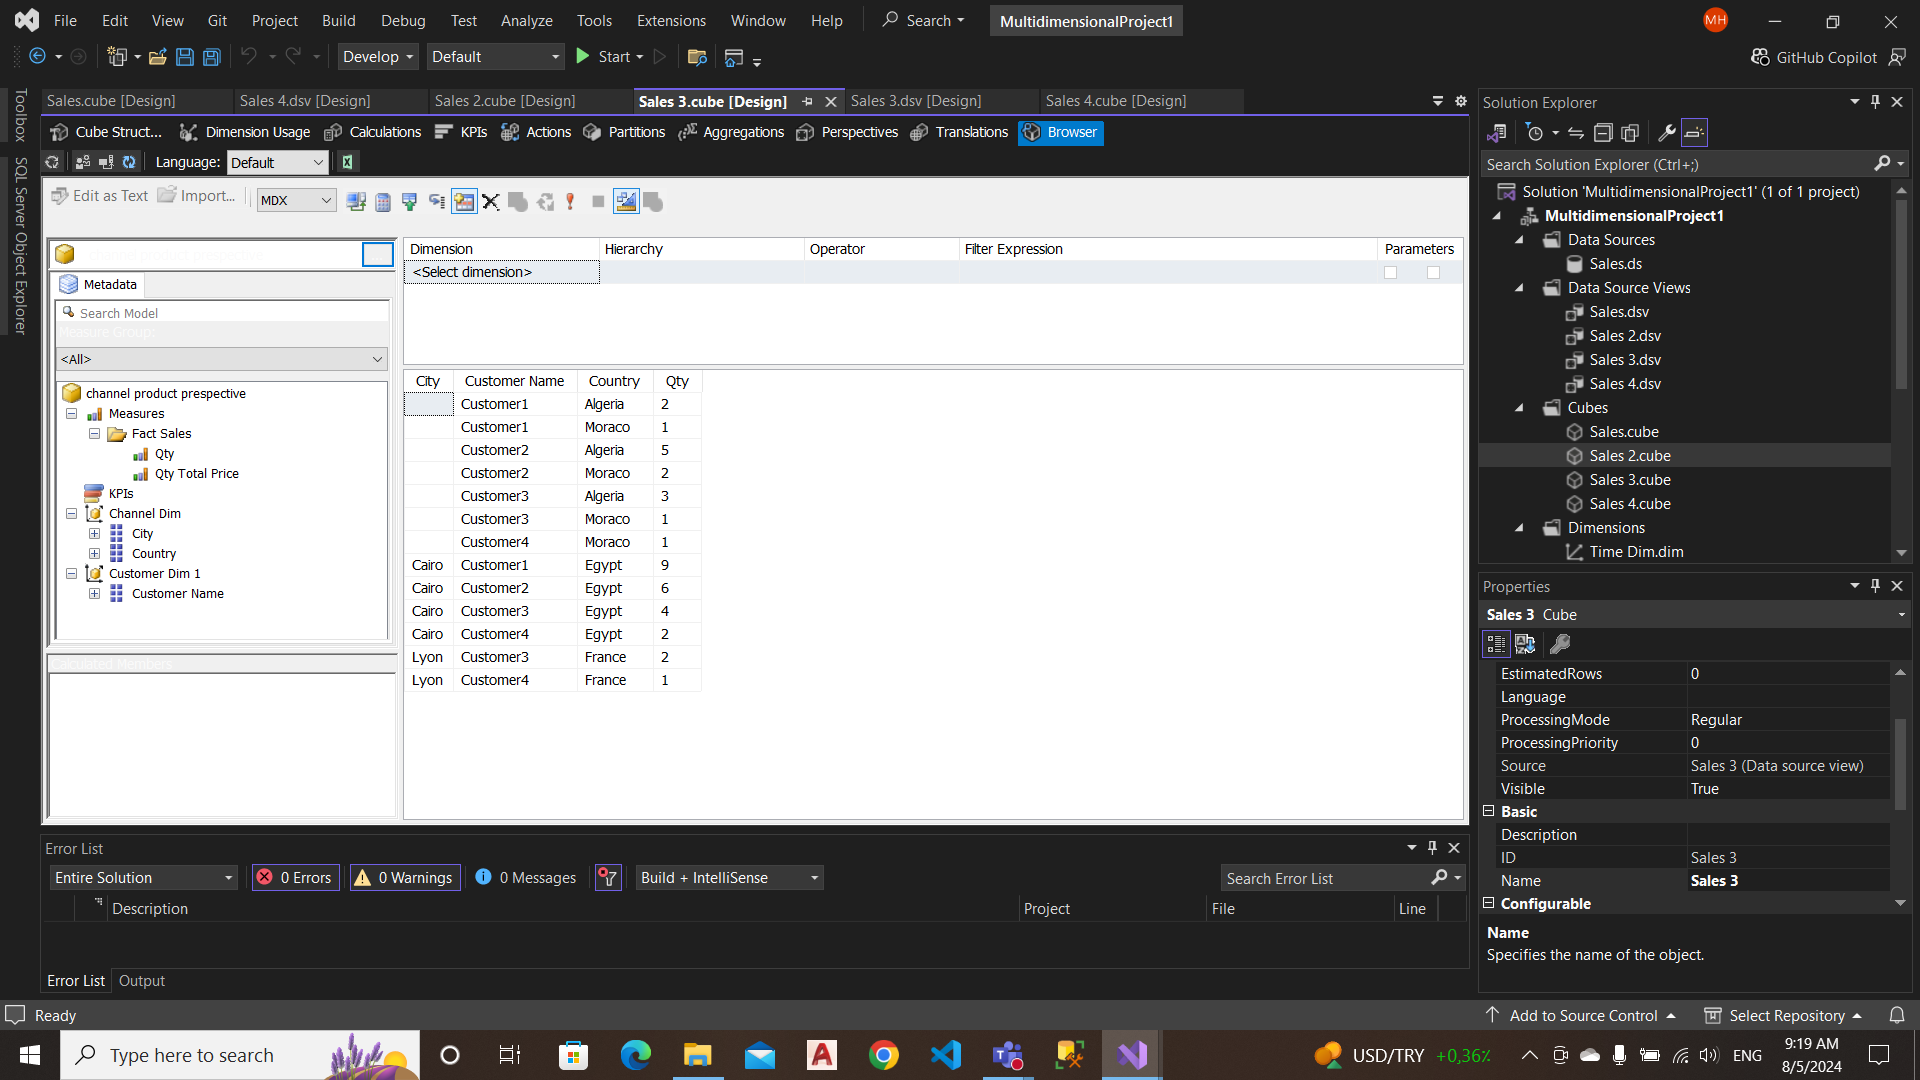 File Edit View Git Project Build Debug Test Analyze Tools Extensions Window Help Search MultidimensionalProject1 MH
Develop Default Start GitHub Copilot
Toolbox
SQL Server Object Explorer
Sales.cube [Design] Sales 4.dsv [Design] Sales 2.cube [Design] Sales 3.cube [Design] Sales 3.dsv [Design] Sales 4.cube [Design]
Cube Struct... Dimension Usage Calculations KPIs Actions Partitions Aggregations Perspectives Translations Browser
Language: Default
Edit as Text Import... MDX
channel product prespective ...
Metadata
Search Model
Measure Group:
<All>
channel product prespective
Measures
Fact Sales
Qty
Qty Total Price
KPIs
Channel Dim
City
Country
Customer Dim 1
Customer Name
Calculated Members
Dimension Hierarchy Operator Filter Expression Parameters
<Select dimension>
City Customer Name Country Qty
Customer1 Algeria 2
Customer1 Moraco 1
Customer2 Algeria 5
Customer2 Moraco 2
Customer3 Algeria 3
Customer3 Moraco 1
Customer4 Moraco 1
Cairo Customer1 Egypt 9
Cairo Customer2 Egypt 6
Cairo Customer3 Egypt 4
Cairo Customer4 Egypt 2
Lyon Customer3 France 2
Lyon Customer4 France 1
Error List
Entire Solution 0 Errors 0 Warnings 0 Messages Build + IntelliSense Search Error List
Description Project File Line
Error List Output
Solution Explorer
Search Solution Explorer (Ctrl+;)
Solution 'MultidimensionalProject1' (1 of 1 project)
MultidimensionalProject1
Data Sources
Sales.ds
Data Source Views
Sales.dsv
Sales 2.dsv
Sales 3.dsv
Sales 4.dsv
Cubes
Sales.cube
Sales 2.cube
Sales 3.cube
Sales 4.cube
Dimensions
Time Dim.dim
Properties
Sales 3 Cube
EstimatedRows 0
Language
ProcessingMode Regular
ProcessingPriority 0
Source Sales 3 (Data source view)
Visible True
Basic
Description
ID Sales 3
Name Sales 3
Configurable
Name
Specifies the name of the object.
Ready Add to Source Control Select Repository
Type here to search USD/TRY +0,36% ENG 9:19 AM
8/5/2024